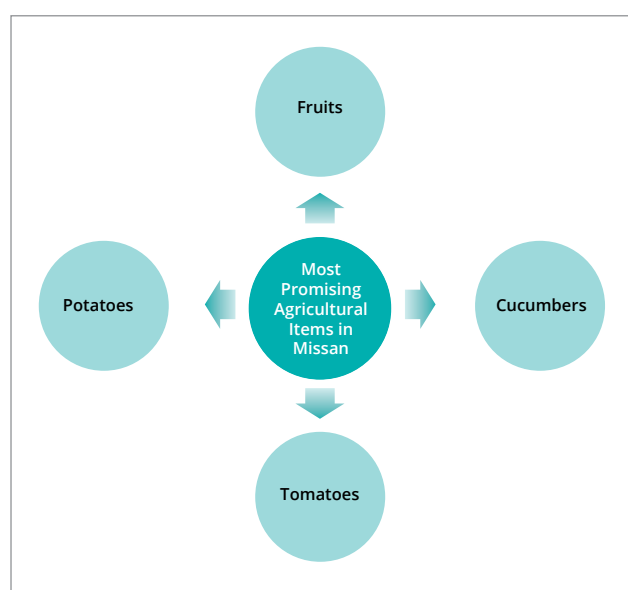 Fruits
Potatoes
Most
Promising
Agricultural
Items in
Missan
Cucumbers
Tomatoes